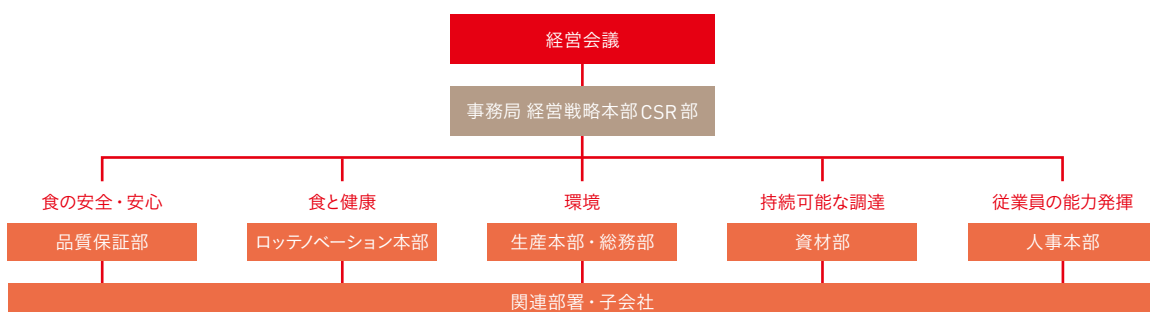 経営会議
事務局 経営戦略本部CSR部
食の安全・安心
食と健康
環境
持続可能な調達
従業員の能力発揮
品質保証部
ロッテノベーション本部
生産本部・総務部
資材部
人事本部
関連部署・子会社